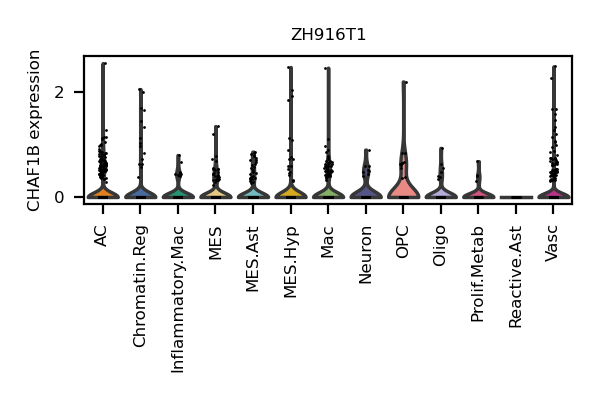 ZH916T1
CHAF1B expression
2
0
AC
Chromatin.Reg
Inflammatory.Mac
MES
MES.Ast
MES.Hyp
Mac
Neuron
OPC
Oligo
Prolif.Metab
Reactive.Ast
Vasc